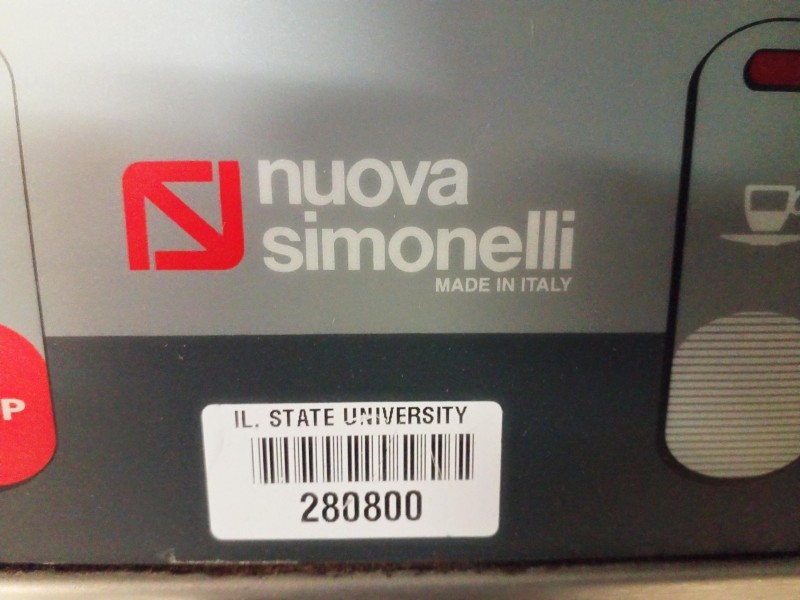 nuova
simonelli
MADE IN ITALY
P
IL. STATE UNIVERSITY
280800